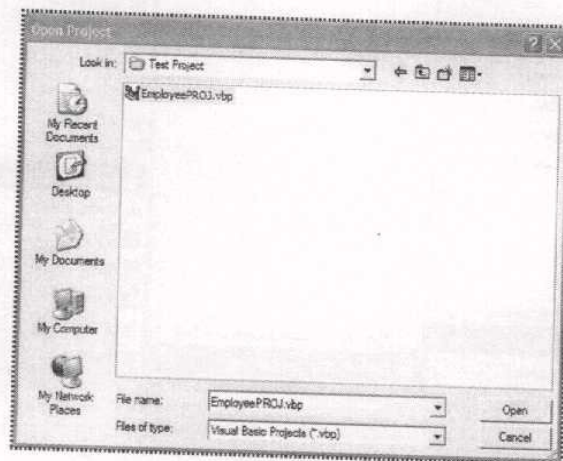 Open Project
Look in: Test Project
EmployeePROJ.vbp
My Recent
Documents
Desktop
My Documents
My Computer
My Network
Places
File name: EmployeePROJ.vbp Open
Files of type: Visual Basic Projects (*.vbp) Cancel